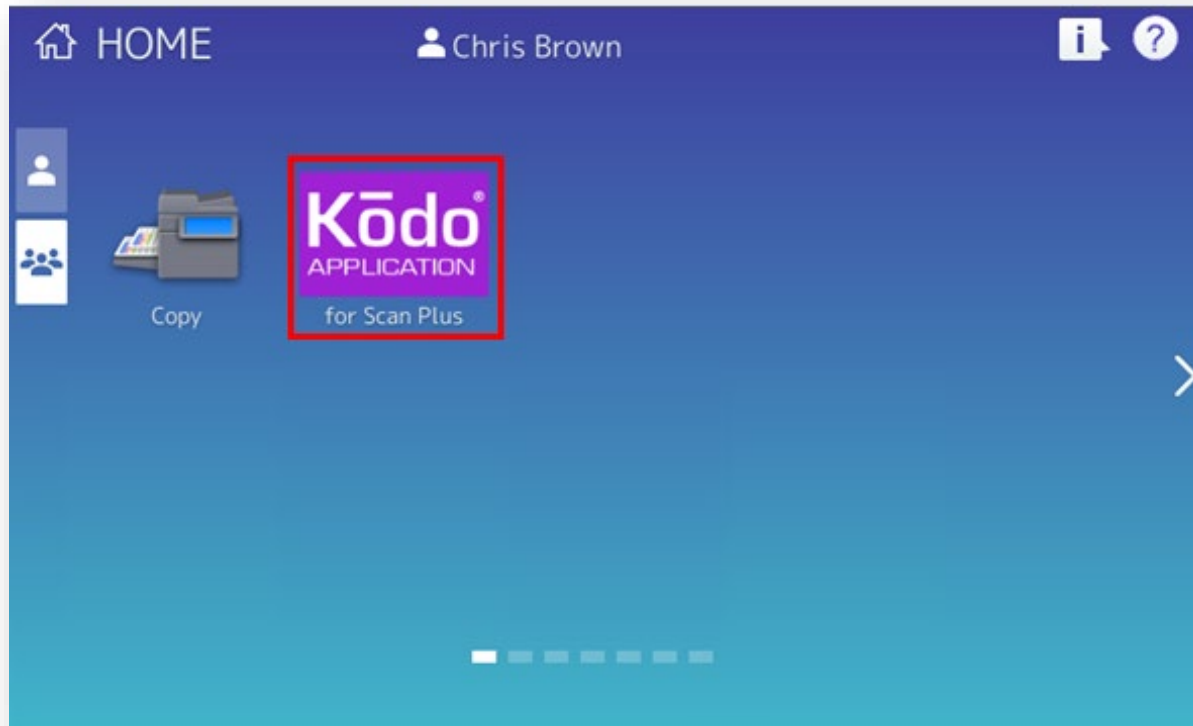 HOME
Chris Brown
i
?
Kōdo®
APPLICATION
Copy
for Scan Plus